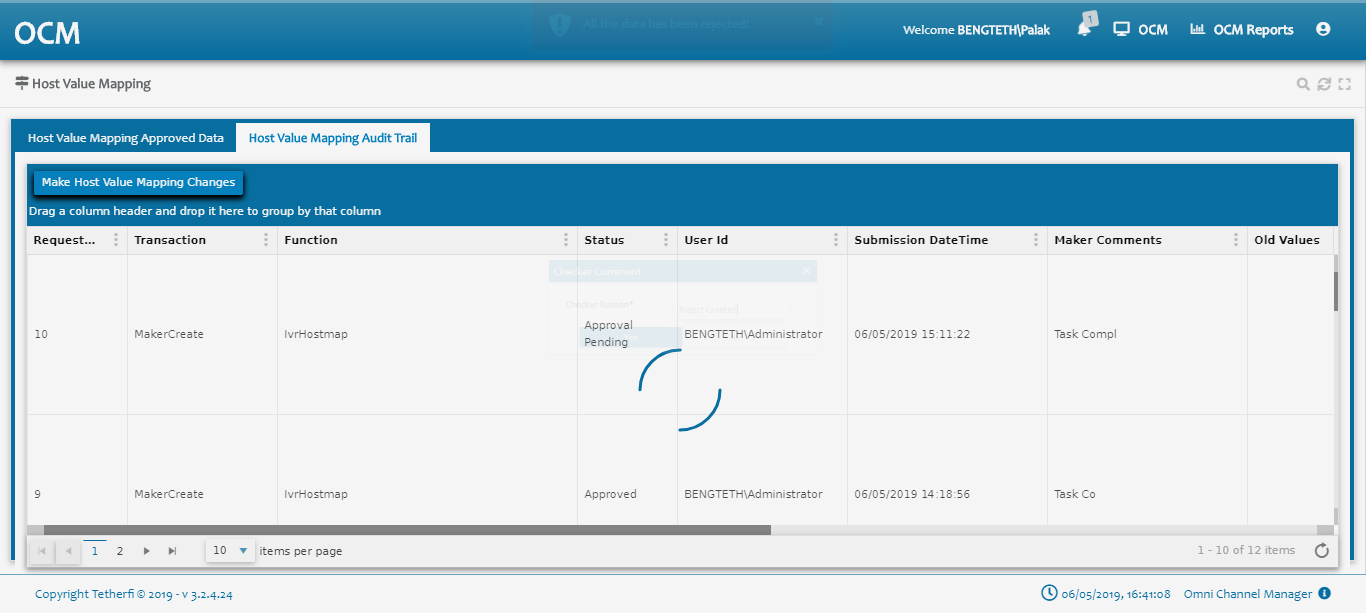 All the data has been rejected!
OCM
Welcome BENGTETH\Palak
1
OCM
OCM Reports
Host Value Mapping
Host Value Mapping Approved Data
Host Value Mapping Audit Trail
Make Host Value Mapping Changes
Drag a column header and drop it here to group by that column
Request... Transaction Function Status User Id Submission DateTime Maker Comments Old Values
Checker Comment
Checker Reason*
10 MakerCreate IvrHostmap Approval Pending BENGTETH\Administrator 06/05/2019 15:11:22 Task Compl
9 MakerCreate IvrHostmap Approved BENGTETH\Administrator 06/05/2019 14:18:56 Task Co
1 2 10 items per page 1 - 10 of 12 items
Copyright Tetherfi © 2019 - v 3.2.4.24 06/05/2019, 16:41:08 Omni Channel Manager